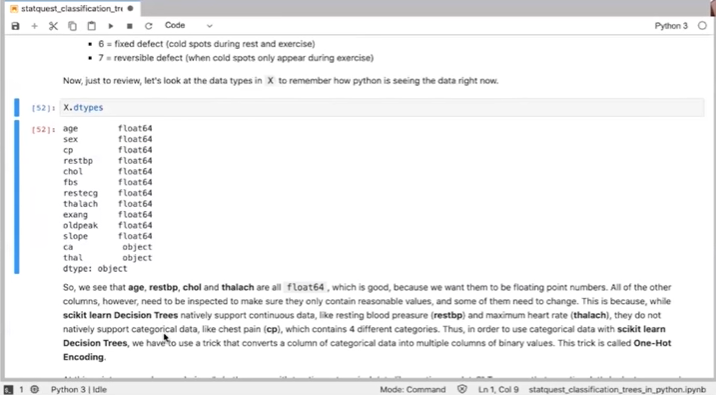 statquest_classification_tre
Code
Python 3
6 = fixed defect (cold spots during rest and exercise)
7 = reversible defect (when cold spots only appear during exercise)
Now, just to review, let's look at the data types in X to remember how python is seeing the data right now.
[52]: X.dtypes
[52]: age float64
sex float64
cp float64
restbp float64
chol float64
fbs float64
restecg float64
thalach float64
exang float64
oldpeak float64
slope float64
ca object
thal object
dtype: object
So, we see that age, restbp, chol and thalach are all float64, which is good, because we want them to be floating point numbers. All of the other
columns, however, need to be inspected to make sure they only contain reasonable values, and some of them need to change. This is because, while
scikit learn Decision Trees natively support continuous data, like resting blood preasure (restbp) and maximum heart rate (thalach), they do not
natively support categorical data, like chest pain (cp), which contains 4 different categories. Thus, in order to use categorical data with scikit learn
Decision Trees, we have to use a trick that converts a column of categorical data into multiple columns of binary values. This trick is called One-Hot
Encoding.
1 Python 3 | Idle Mode: Command Ln 1, Col 9 statquest_classification_trees_in_python.ipynb